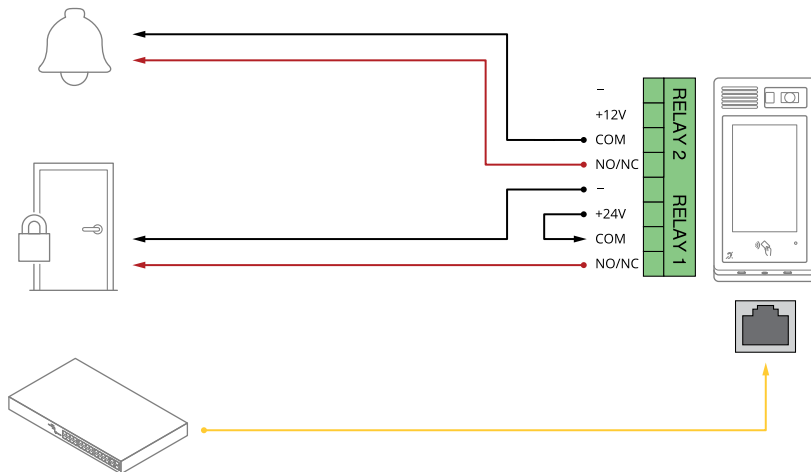 –
+12V
COM
NO/NC
–
+24V
COM
NO/NC
RELAY 2
RELAY 1